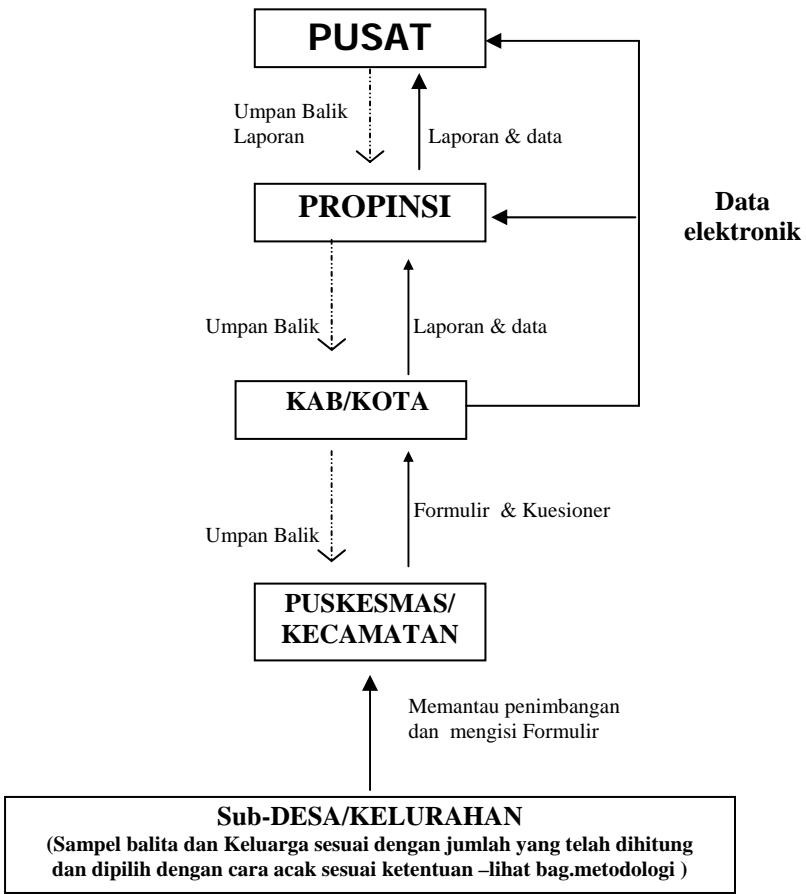 PUSAT
Umpan Balik
Laporan
Laporan & data
PROPINSI
Data
elektronik
Umpan Balik
Laporan & data
KAB/KOTA
Formulir & Kuesioner
Umpan Balik
PUSKESMAS/
KECAMATAN
Memantau penimbangan
dan mengisi Formulir
Sub-DESA/KELURAHAN
(Sampel balita dan Keluarga sesuai dengan jumlah yang telah dihitung
dan dipilih dengan cara acak sesuai ketentuan –lihat bag.metodologi )